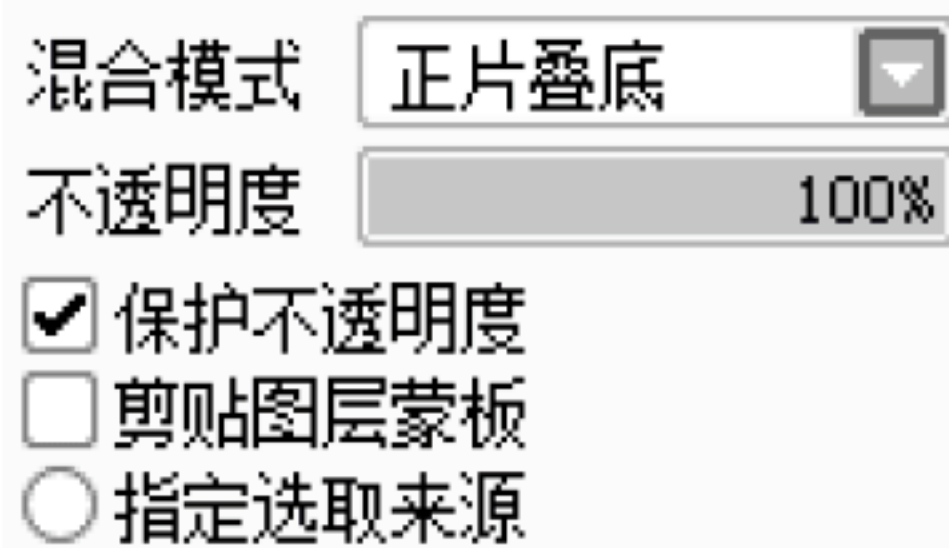 混合模式 正片叠底
不透明度 100%
保护不透明度
剪贴图层蒙板
指定选取来源